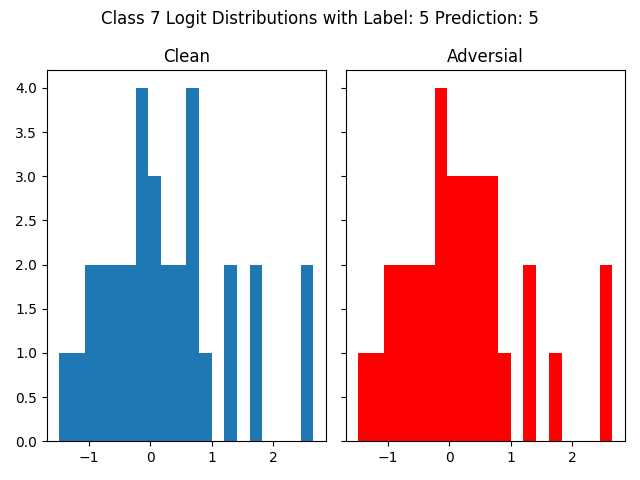 Class 7 Logit Distributions with Label: 5 Prediction: 5
Clean
Adversial
4.0
3.5
3.0
2.5
2.0
1.5
1.0
0.5
0.0
−1 0 1 2
−1 0 1 2